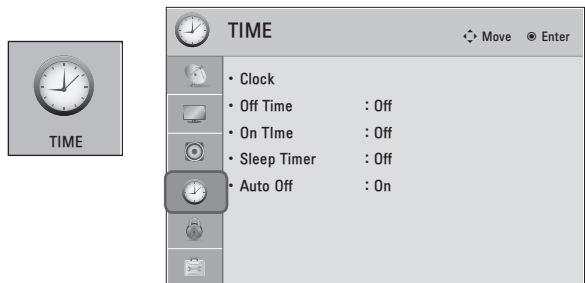 TIME
TIME Move Enter
• Clock
• Off Time : Off
• On TIme : Off
• Sleep Timer : Off
• Auto Off : On